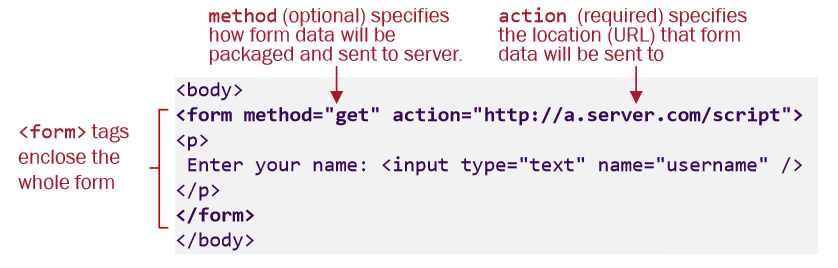 method (optional) specifies
how form data will be
packaged and sent to server.
action (required) specifies
the location (URL) that form
data will be sent to
<form> tags
enclose the
whole form
<body>
<form method="get" action="http://a.server.com/script">
<p>
Enter your name: <input type="text" name="username" />
</p>
</form>
</body>